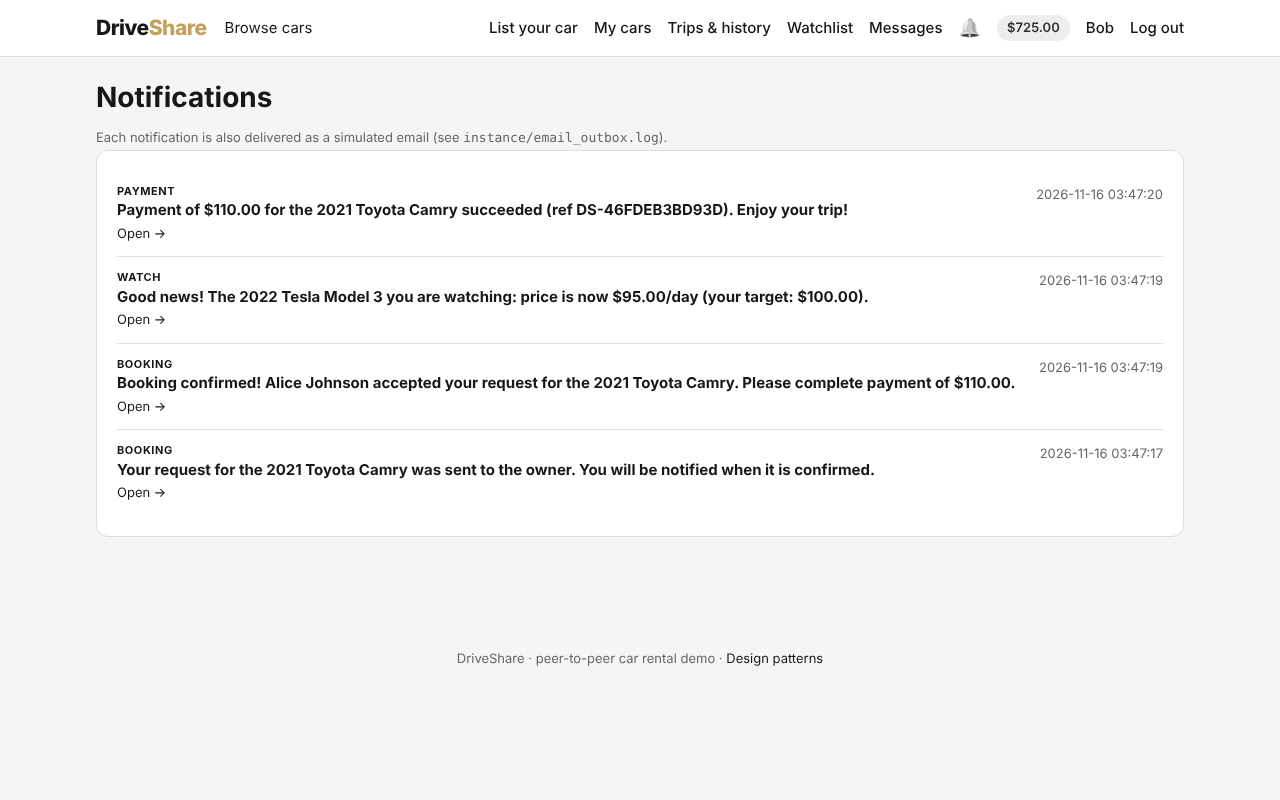 DriveShare Browse cars List your car My cars Trips & history Watchlist Messages $725.00 Bob Log out
Notifications
Each notification is also delivered as a simulated email (see instance/email_outbox.log).
PAYMENT
2026-11-16 03:47:20
Payment of $110.00 for the 2021 Toyota Camry succeeded (ref DS-46FDEB3BD93D). Enjoy your trip!
Open →
WATCH
2026-11-16 03:47:19
Good news! The 2022 Tesla Model 3 you are watching: price is now $95.00/day (your target: $100.00).
Open →
BOOKING
2026-11-16 03:47:19
Booking confirmed! Alice Johnson accepted your request for the 2021 Toyota Camry. Please complete payment of $110.00.
Open →
BOOKING
2026-11-16 03:47:17
Your request for the 2021 Toyota Camry was sent to the owner. You will be notified when it is confirmed.
Open →
DriveShare · peer-to-peer car rental demo · Design patterns